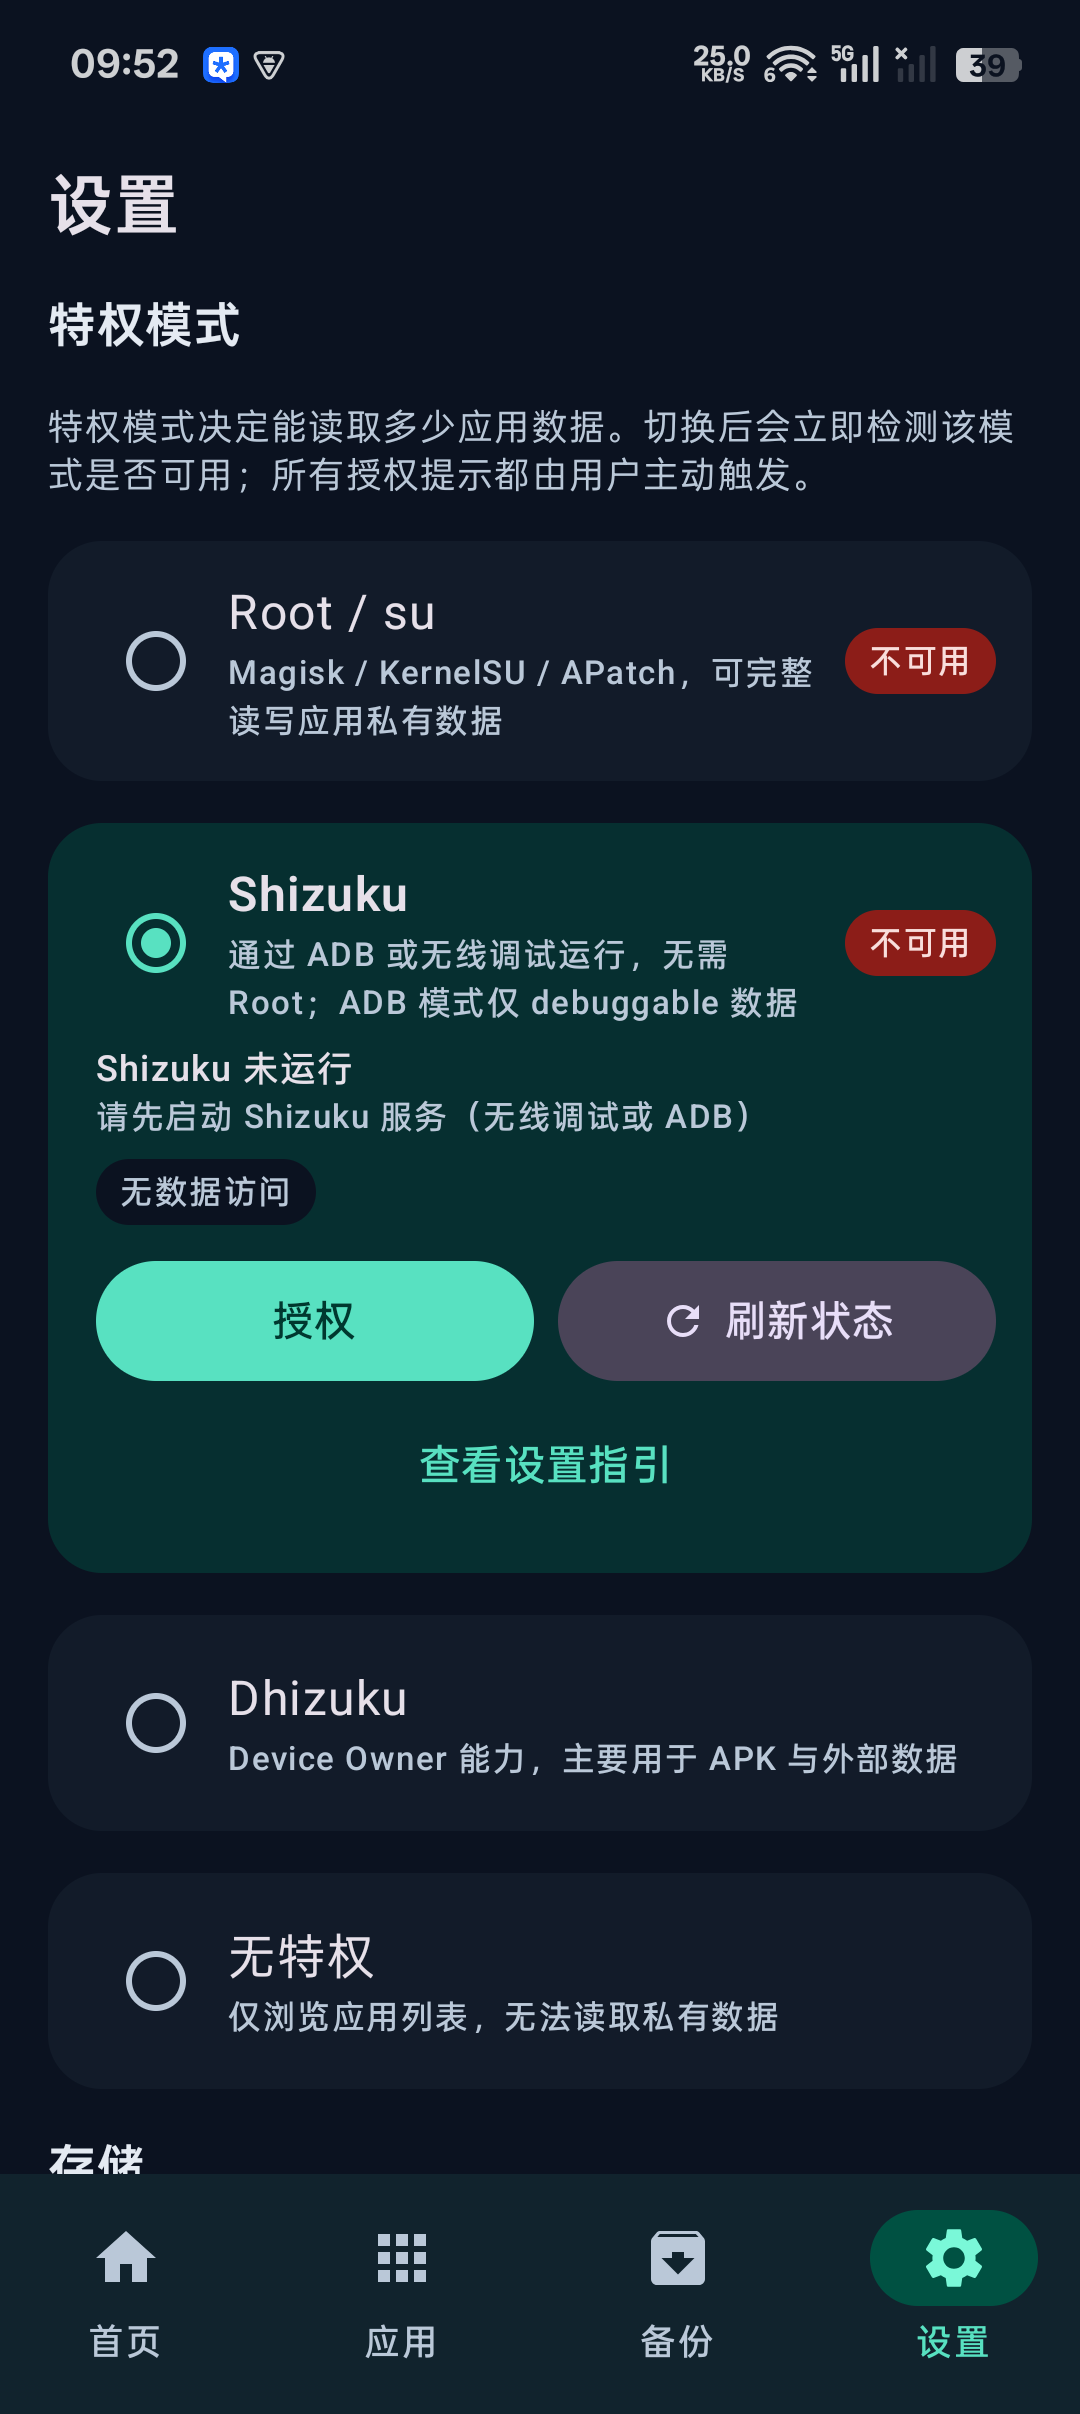 09:52
25.0
KB/S
6
5G
39
设置
特权模式
特权模式决定能读取多少应用数据。切换后会立即检测该模
式是否可用；所有授权提示都由用户主动触发。
Root / su
Magisk / KernelSU / APatch，可完整
读写应用私有数据
不可用
Shizuku
通过 ADB 或无线调试运行，无需
Root；ADB 模式仅 debuggable 数据
不可用
Shizuku 未运行
请先启动 Shizuku 服务（无线调试或 ADB）
无数据访问
授权
刷新状态
查看设置指引
Dhizuku
Device Owner 能力，主要用于 APK 与外部数据
无特权
仅浏览应用列表，无法读取私有数据
存储
首页
应用
备份
设置